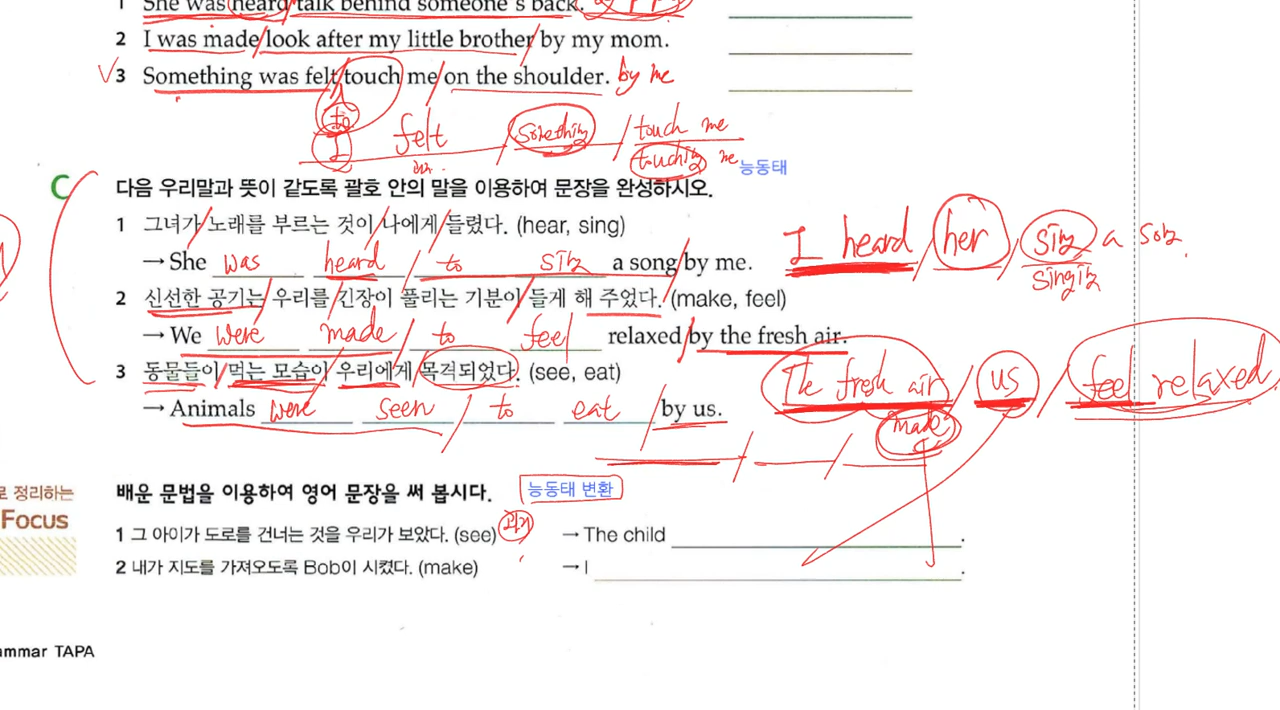 1 She was heard talk behind someone's back.
2 I was made look after my little brother by my mom.
3 Something was felt touch me on the shoulder. by me
to
I felt something touch me
touching me
능동태
C 다음 우리말과 뜻이 같도록 괄호 안의 말을 이용하여 문장을 완성하시오.
1 그녀가 노래를 부르는 것이 나에게 들렸다. (hear, sing)
I heard her sing a song.
singing
→ She was heard to sing a song by me.
2 신선한 공기는 우리를 긴장이 풀리는 기분이 들게 해 주었다. (make, feel)
→ We were made to feel relaxed by the fresh air.
3 동물들이 먹는 모습이 우리에게 목격되었다. (see, eat)
The fresh air us feel relaxed.
made
→ Animals were seen to eat by us.
로 정리하는
Focus
배운 문법을 이용하여 영어 문장을 써 봅시다.
능동태 변환
1 그 아이가 도로를 건너는 것을 우리가 보았다. (see) 과거
→ The child .
2 내가 지도를 가져오도록 Bob이 시켰다. (make)
→ I .
ammar TAPA